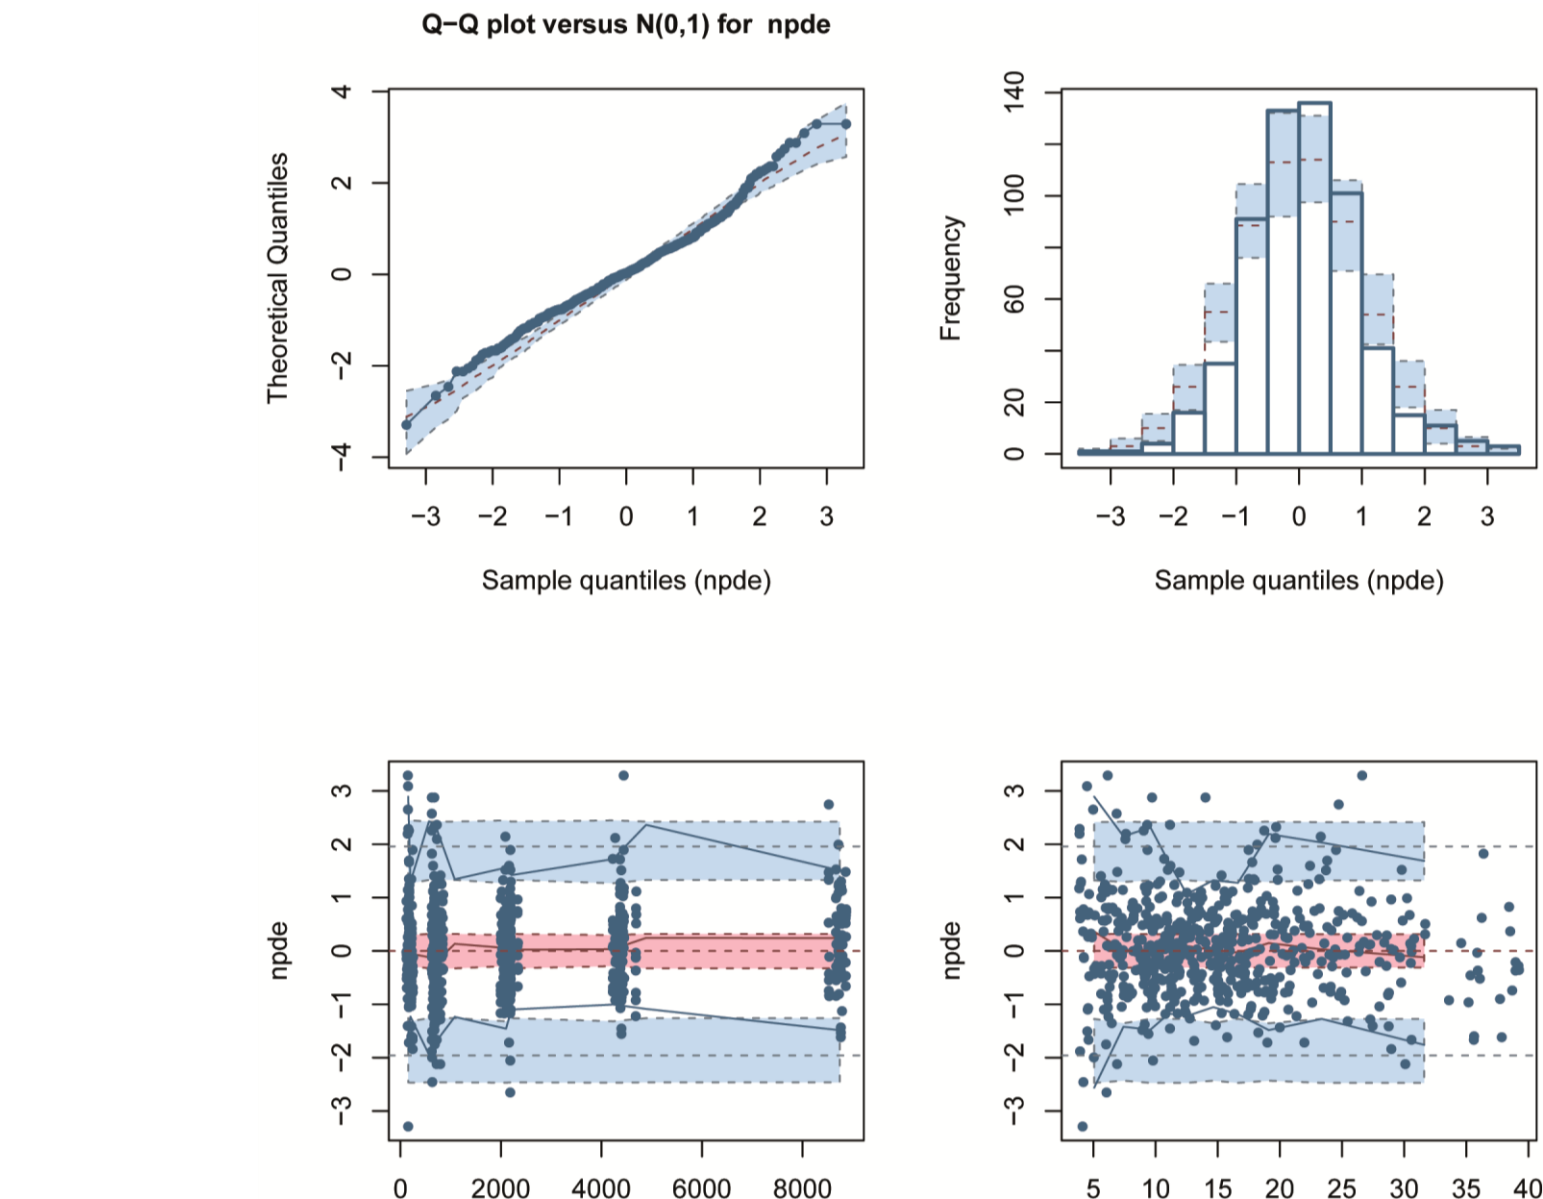 Q−Q plot versus N(0,1) for npde
Theoretical Quantiles
4
2
0
−2
−4
−3 −2 −1 0 1 2 3
Sample quantiles (npde)
Frequency
140
100
60
20
0
−3 −2 −1 0 1 2 3
Sample quantiles (npde)
npde
3
2
1
0
−1
−2
−3
0 2000 4000 6000 8000
npde
3
2
1
0
−1
−2
−3
5 10 15 20 25 30 35 40